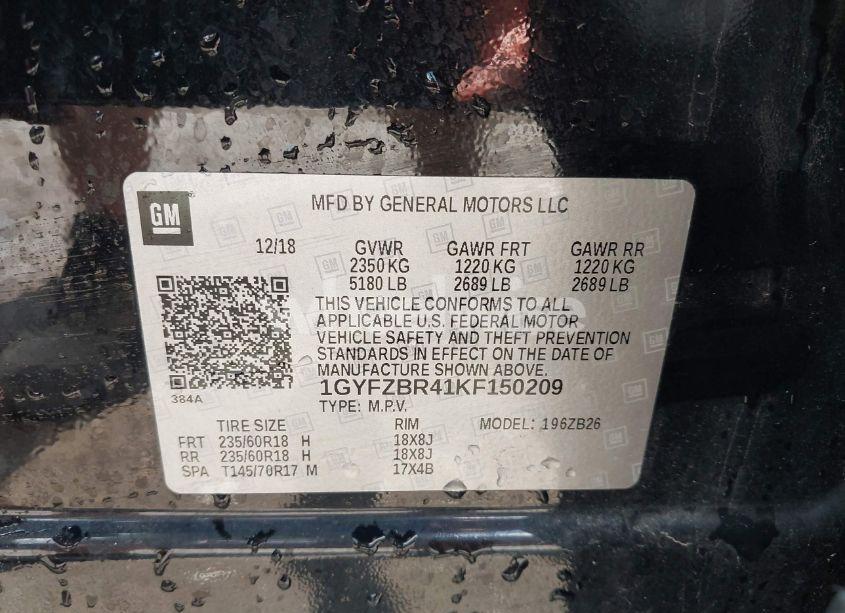 GM
MFD BY GENERAL MOTORS LLC
12/18 GVWR GAWR FRT GAWR RR
2350 KG 1220 KG 1220 KG
5180 LB 2689 LB 2689 LB
THIS VEHICLE CONFORMS TO ALL
APPLICABLE U.S. FEDERAL MOTOR
VEHICLE SAFETY AND THEFT PREVENTION
STANDARDS IN EFFECT ON THE DATE OF
MANUFACTURE SHOWN ABOVE.
384A
1GYFZBR41KF150209
TYPE: M.P.V.
TIRE SIZE RIM MODEL: 196ZB26
FRT 235/60R18 H 18X8J
RR 235/60R18 H 18X8J
SPA T145/70R17 M 17X4B